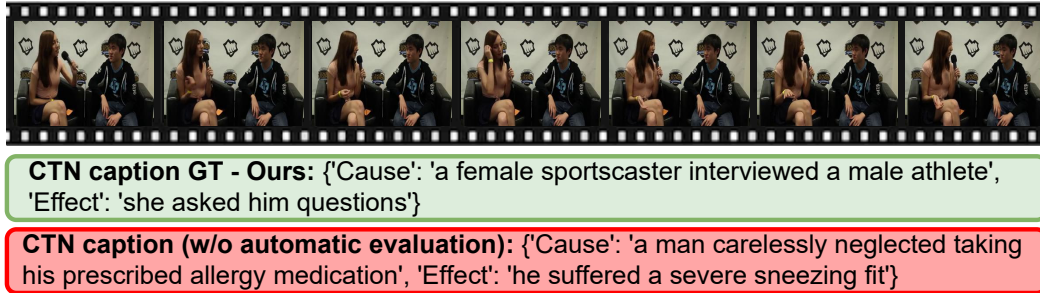 CTN caption GT - Ours: {'Cause': 'a female sportscaster interviewed a male athlete',
'Effect': 'she asked him questions'}
CTN caption (w/o automatic evaluation): {'Cause': 'a man carelessly neglected taking
his prescribed allergy medication', 'Effect': 'he suffered a severe sneezing fit'}